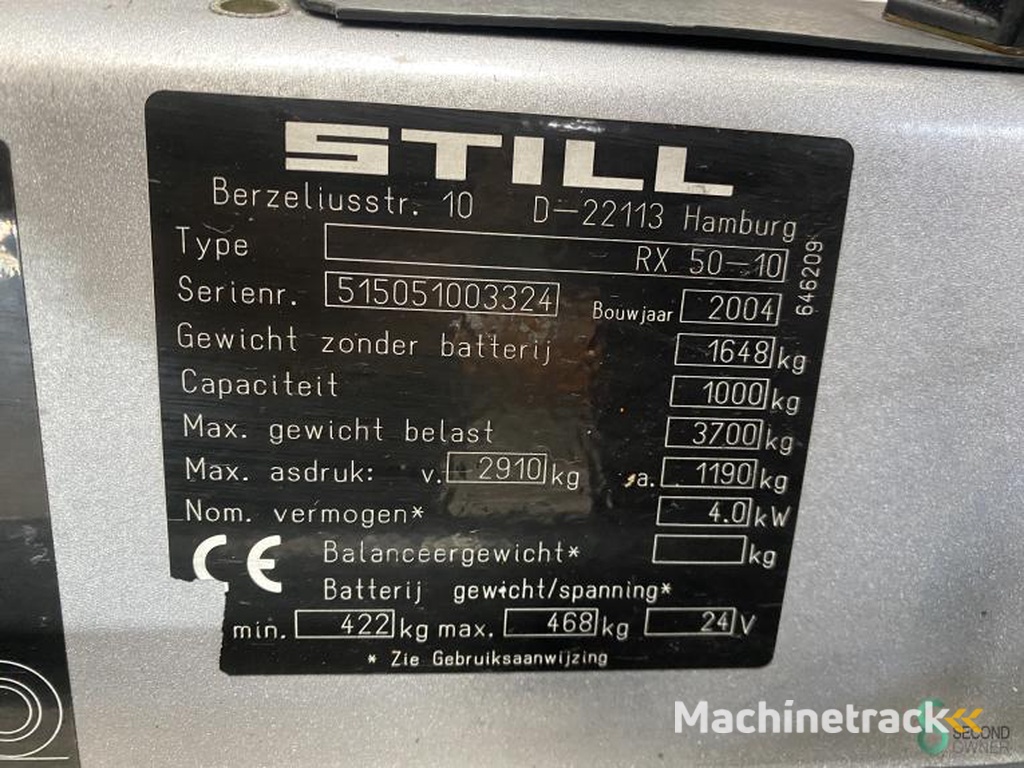 STILL
Berzeliusstr. 10 D-22113 Hamburg
Type RX 50-10
646209
Serienr. 515051003324 Bouwjaar 2004
Gewicht zonder batterij 1648 kg
Capaciteit 1000 kg
Max. gewicht belast 3700 kg
Max. asdruk: v. 2910 kg a. 1190 kg
Nom. vermogen* 4.0 kW
CE Balanceergewicht* kg
Batterij gewicht/spanning*
min. 422 kg max. 468 kg 24 V
* Zie Gebruiksaanwijzing
Machinetrack
SECOND
OWNER